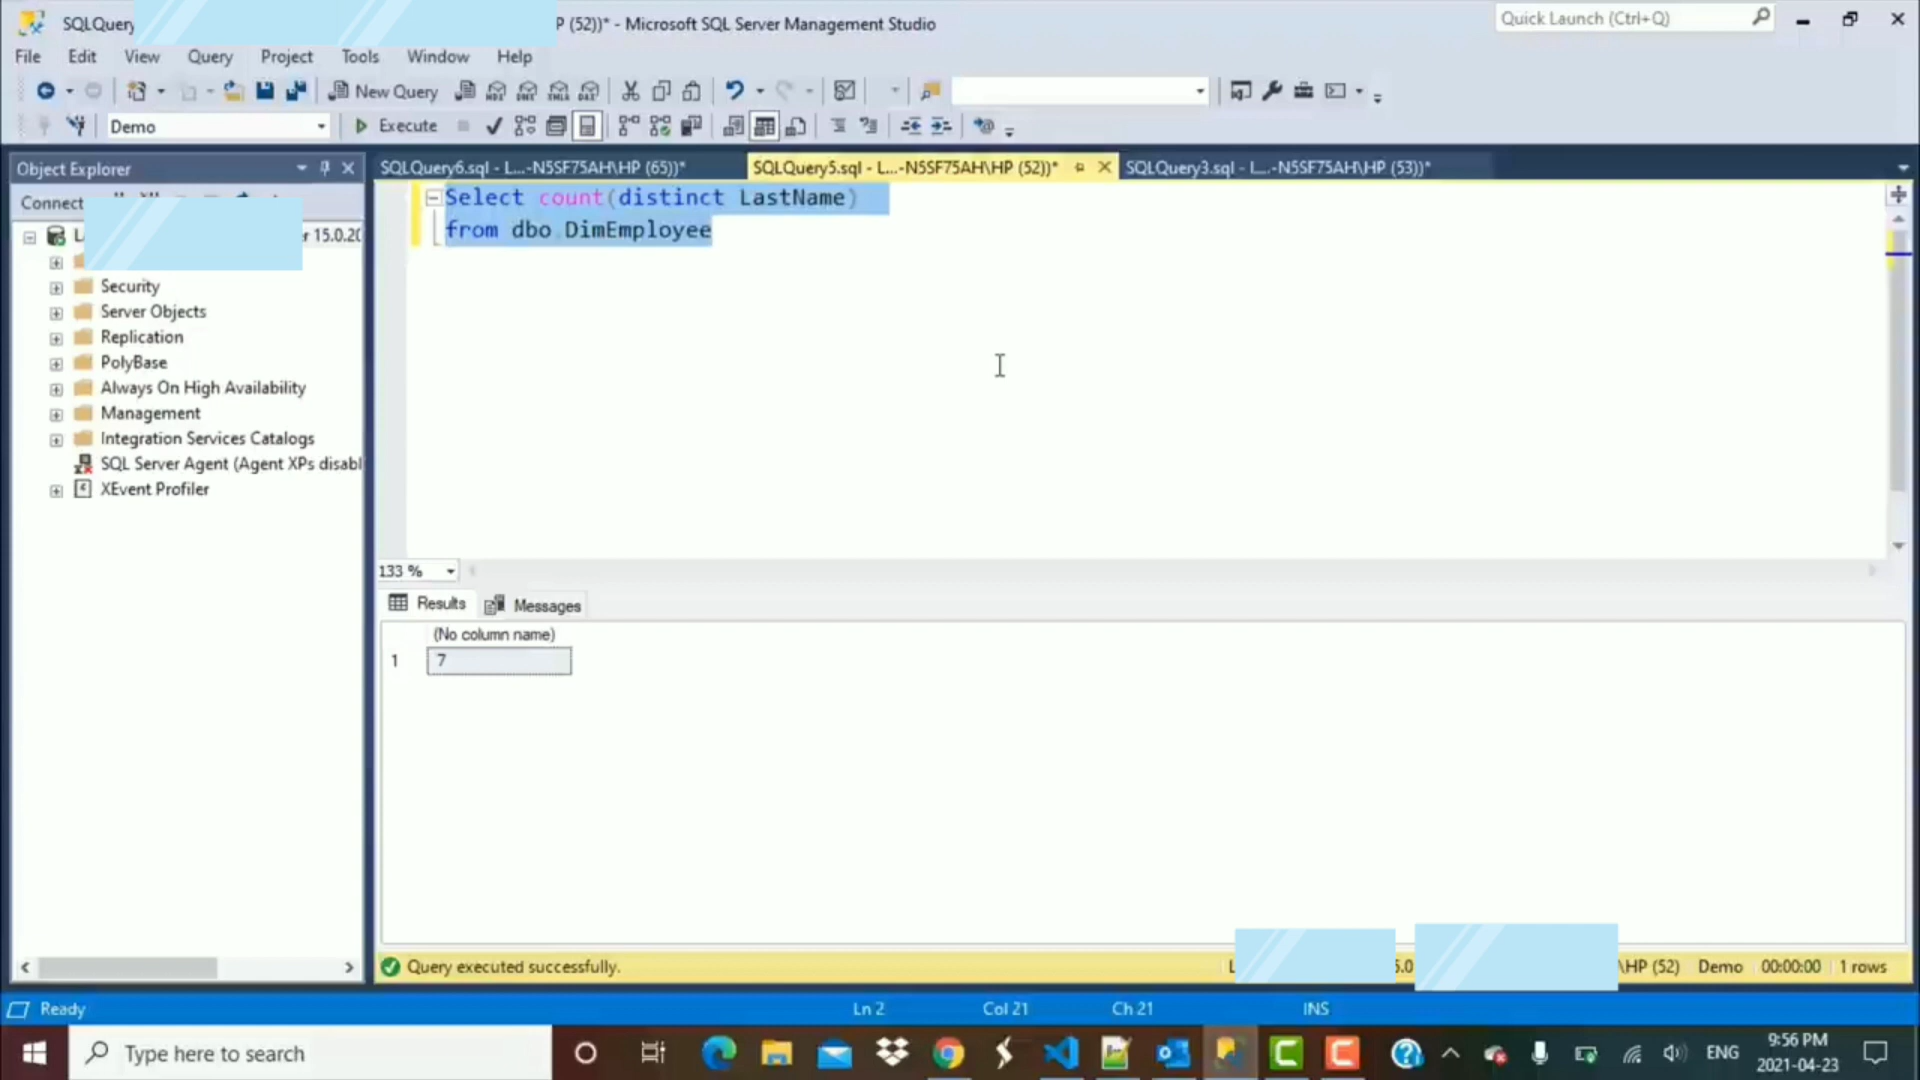 SQLQuery P (52))* - Microsoft SQL Server Management Studio
Quick Launch (Ctrl+Q)
File Edit View Query Project Tools Window Help
New Query
Demo Execute
Object Explorer
SQLQuery6.sql - L...-N5SF75AH\HP (65))*
SQLQuery5.sql - L...-N5SF75AH\HP (52))*
SQLQuery3.sql - L...-N5SF75AH\HP (53))*
Connect
L r 15.0.20
Security
Server Objects
Replication
PolyBase
Always On High Availability
Management
Integration Services Catalogs
SQL Server Agent (Agent XPs disabl
XEvent Profiler
Select count(distinct LastName)
from dbo.DimEmployee
133 %
Results Messages
(No column name)
1 7
Query executed successfully.
L 5.0 \HP (52) Demo 00:00:00 1 rows
Ready Ln 2 Col 21 Ch 21 INS
Type here to search
ENG
9:56 PM
2021-04-23